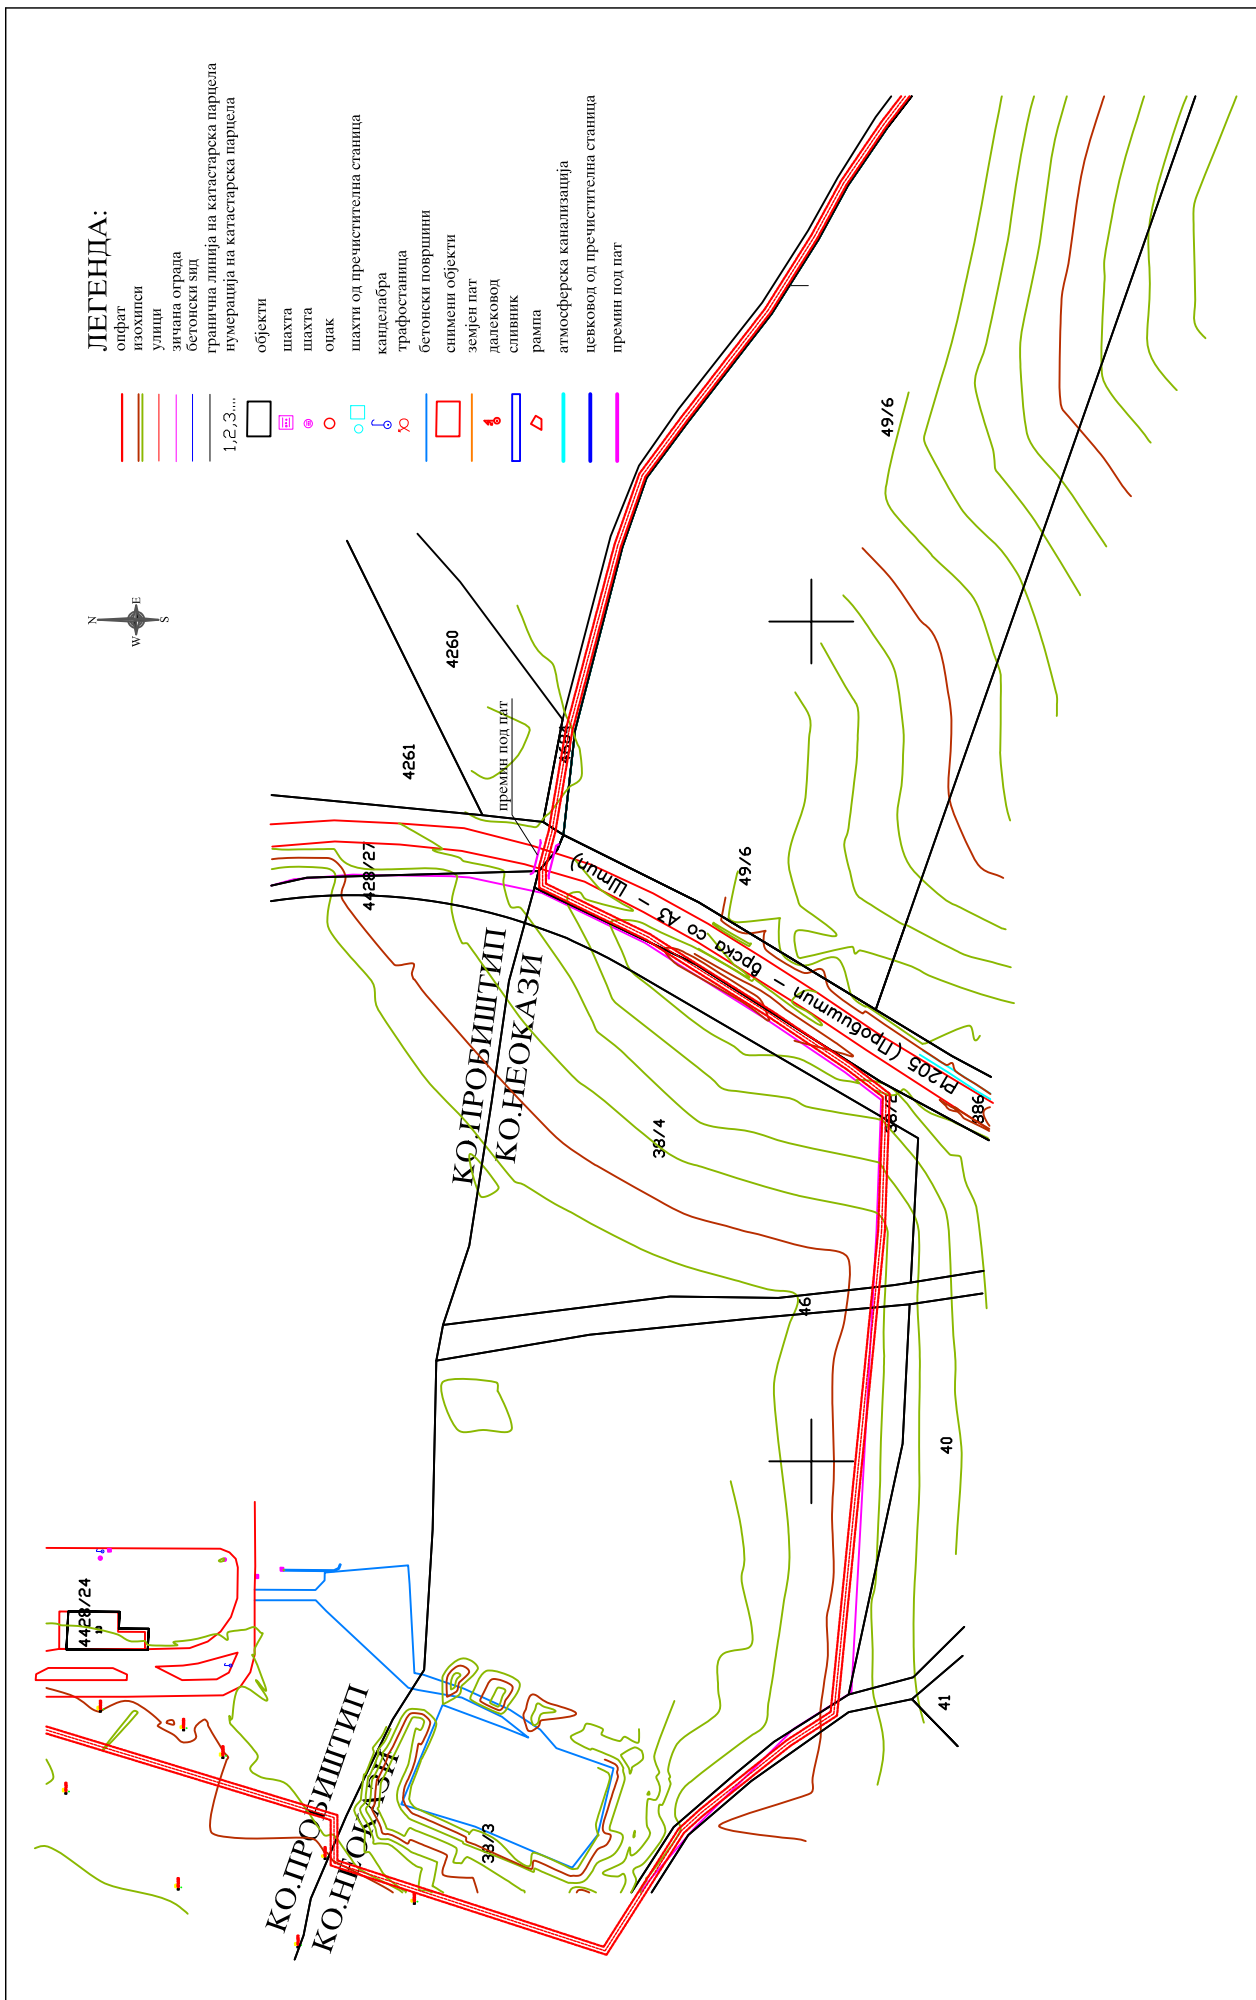 ЛЕГЕНДА:
опфат
изохипси
улици
зичана ограда
бетонски ѕид
гранична линија на катастарска парцела
1,2,3.... нумерација на катастарска парцела
објекти
шахта
шахта
оџак
шахти од пречистителна станица
канделабра
трафостаница
бетонски површини
снимени објекти
земјен пат
далековод
сливник
рампа
атмосферска канализација
цевковод од пречистителна станица
премин под пат
N
E
S
W
4260
4261
премин под пат
4684
4428/27
49/6
49/6
P1205 (Пробиштип – врска со А3 – Штип)
КО.ПРОБИШТИП
КО.НЕОКАЗИ
38/4
886
46
40
41
4428/24
КО.ПРОБИШТИП
КО.НЕОКАЗИ
38/3